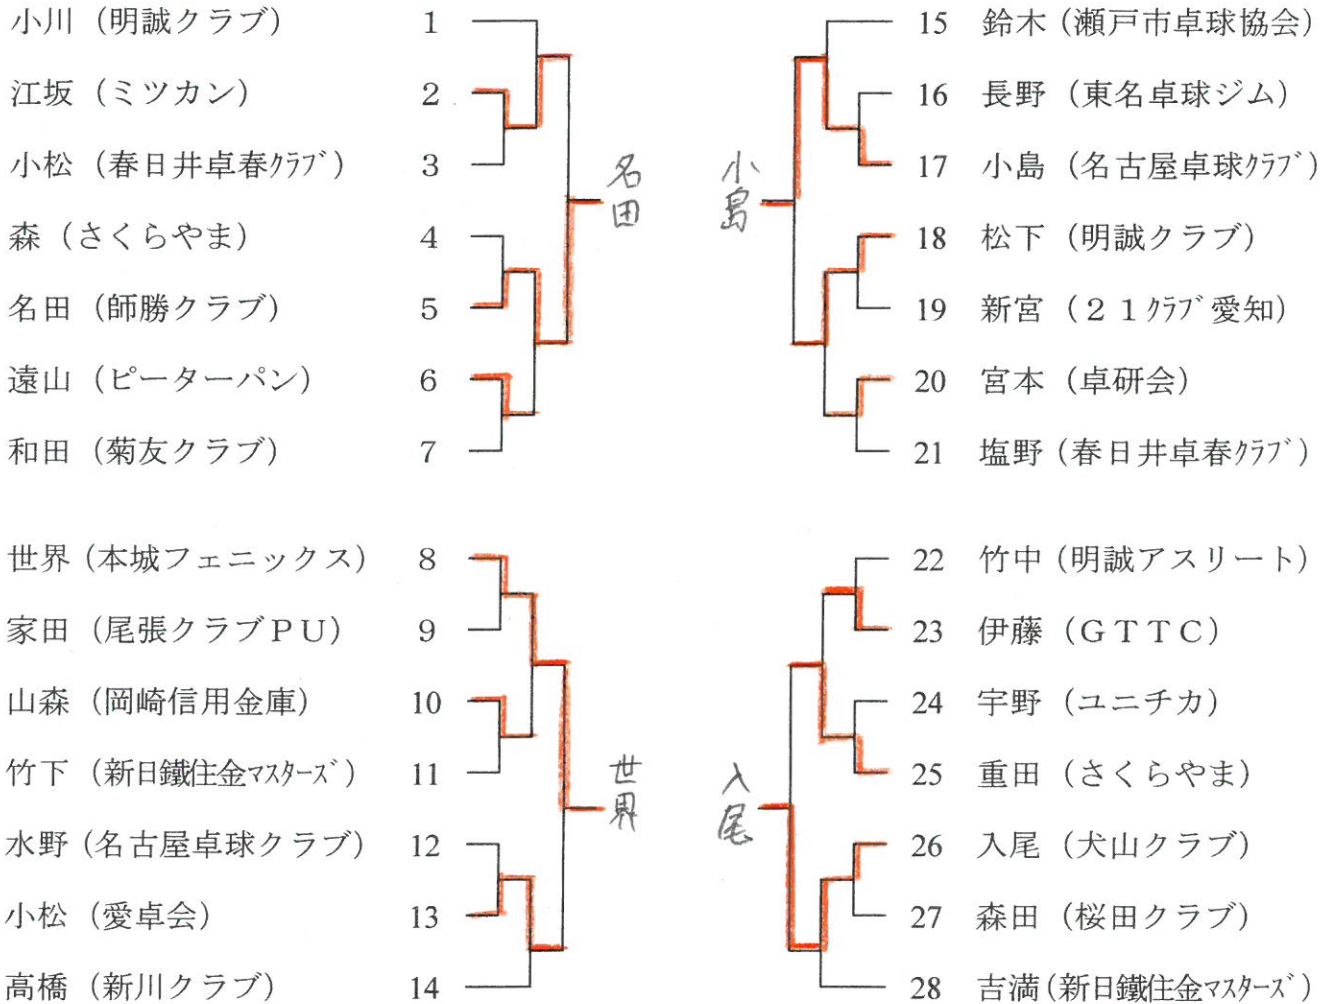 小川（明誠クラブ） 1
江坂（ミツカン） 2
小松（春日井卓春ｸﾗﾌﾞ） 3
森（さくらやま） 4
名田（師勝クラブ） 5
遠山（ピーターパン） 6
和田（菊友クラブ） 7
名田
世界（本城フェニックス） 8
家田（尾張クラブＰＵ） 9
山森（岡崎信用金庫） 10
竹下（新日鐵住金ﾏｽﾀｰｽﾞ） 11
水野（名古屋卓球クラブ） 12
小松（愛卓会） 13
高橋（新川クラブ） 14
世界
小島
15 鈴木（瀬戸市卓球協会）
16 長野（東名卓球ジム）
17 小島（名古屋卓球ｸﾗﾌﾞ）
18 松下（明誠クラブ）
19 新宮（２１ｸﾗﾌﾞ愛知）
20 宮本（卓研会）
21 塩野（春日井卓春ｸﾗﾌﾞ）
入尾
22 竹中（明誠アスリート）
23 伊藤（ＧＴＴＣ）
24 宇野（ユニチカ）
25 重田（さくらやま）
26 入尾（犬山クラブ）
27 森田（桜田クラブ）
28 吉満（新日鐵住金ﾏｽﾀｰｽﾞ）